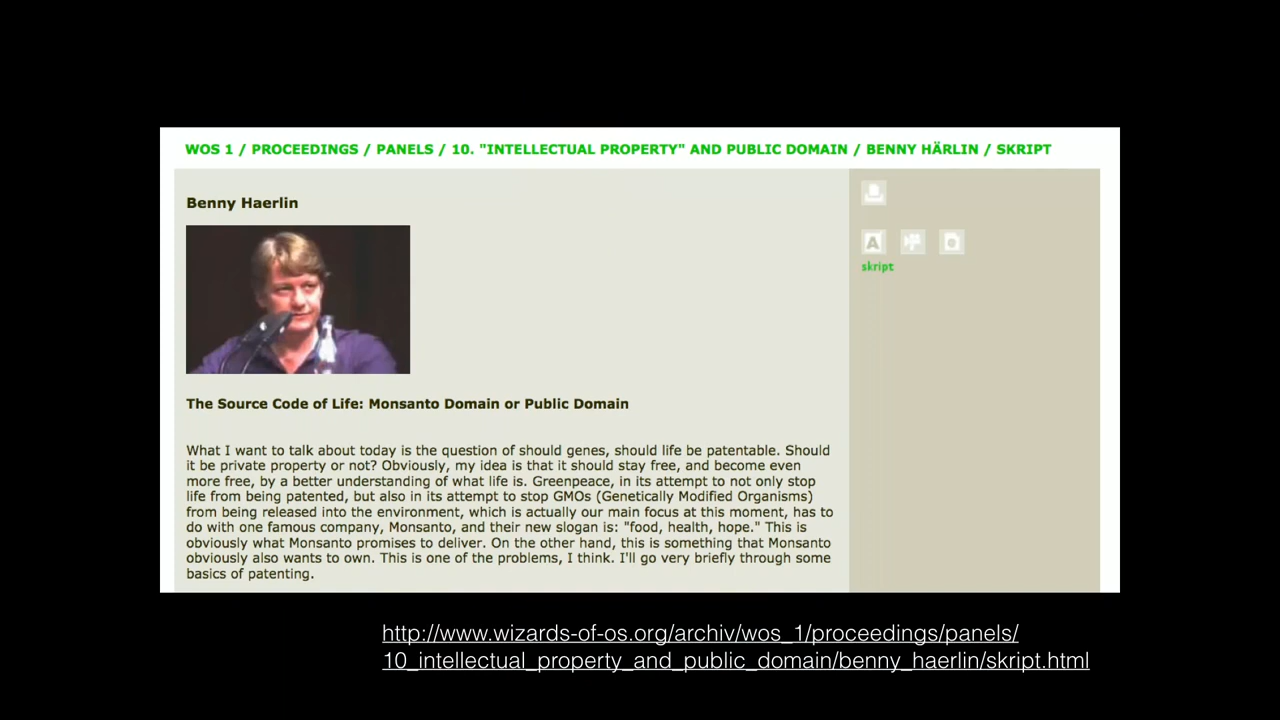 WOS 1 / PROCEEDINGS / PANELS / 10. "INTELLECTUAL PROPERTY" AND PUBLIC DOMAIN / BENNY HÄRLIN / SKRIPT
Benny Haerlin
A
skript
The Source Code of Life: Monsanto Domain or Public Domain
What I want to talk about today is the question of should genes, should life be patentable. Should
it be private property or not? Obviously, my idea is that it should stay free, and become even
more free, by a better understanding of what life is. Greenpeace, in its attempt to not only stop
life from being patented, but also in its attempt to stop GMOs (Genetically Modified Organisms)
from being released into the environment, which is actually our main focus at this moment, has to
do with one famous company, Monsanto, and their new slogan is: "food, health, hope." This is
obviously what Monsanto promises to deliver. On the other hand, this is something that Monsanto
obviously also wants to own. This is one of the problems, I think. I'll go very briefly through some
basics of patenting.
http://www.wizards-of-os.org/archiv/wos_1/proceedings/panels/
10_intellectual_property_and_public_domain/benny_haerlin/skript.html